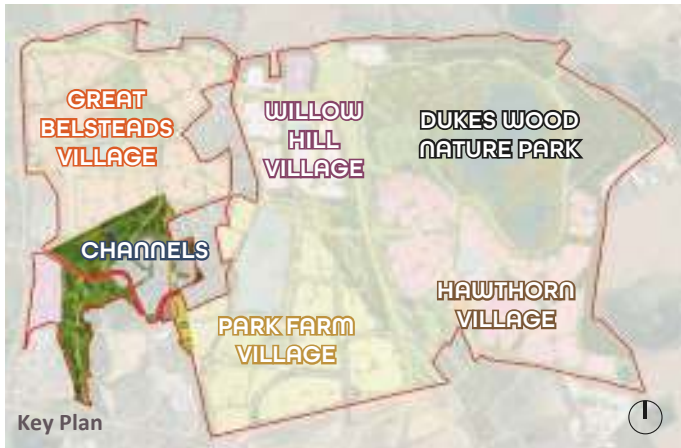 GREAT
BELSTEADS
VILLAGE
WILLOW
HILL
VILLAGE
DUKES WOOD
NATURE PARK
CHANNELS
HAWTHORN
VILLAGE
PARK FARM
VILLAGE
Key Plan